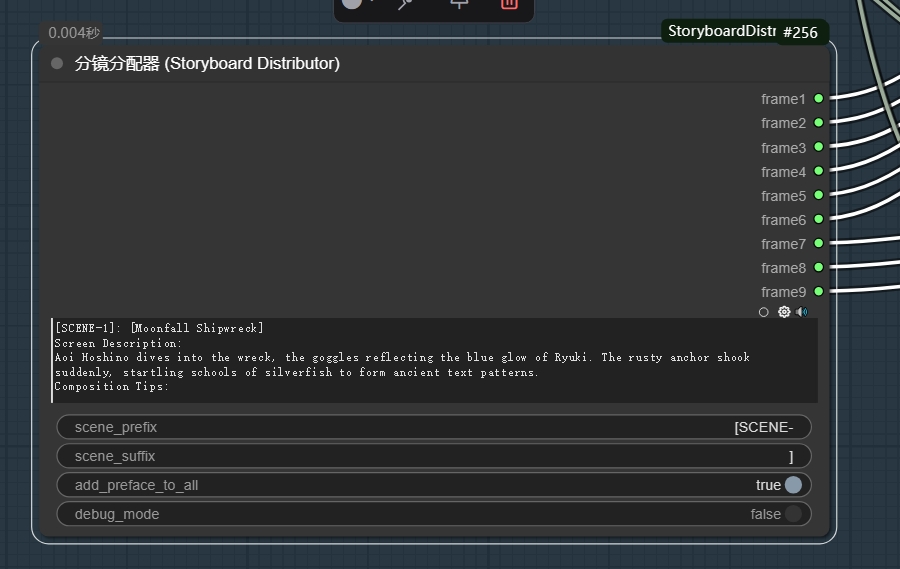 0.004秒
StoryboardDistr #256
分镜分配器 (Storyboard Distributor)
frame1
frame2
frame3
frame4
frame5
frame6
frame7
frame8
frame9
[SCENE-1]: [Moonfall Shipwreck]
Screen Description:
Aoi Hoshino dives into the wreck, the goggles reflecting the blue glow of Ryuki. The rusty anchor shook
suddenly, startling schools of silverfish to form ancient text patterns.
Composition Tips:
scene_prefix [SCENE-
scene_suffix ]
add_preface_to_all true
debug_mode false